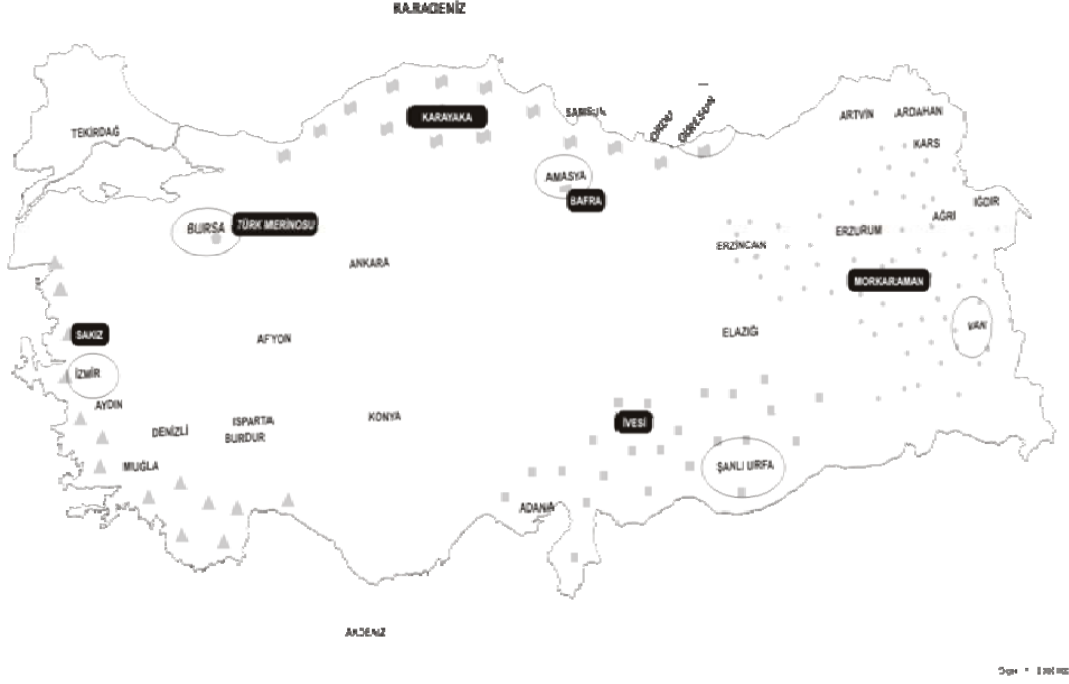 KARADENİZ
KARAYAKA
SAMSUN
ORDU
GİRESUN
ARTVİN
ARDAHAN
TEKİRDAĞ
KARS
AMASYA
BAFRA
IĞDIR
AĞRI
BURSA
TÜRK MERİNOSU
ERZURUM
ERZİNCAN
ANKARA
MORKARAMAN
SAKIZ
AFYON
ELAZIĞ
VAN
İZMİR
AYDIN
DENİZLİ
ISPARTA
BURDUR
KONYA
İVESİ
MUĞLA
ŞANLI URFA
ADANA
AKDENİZ